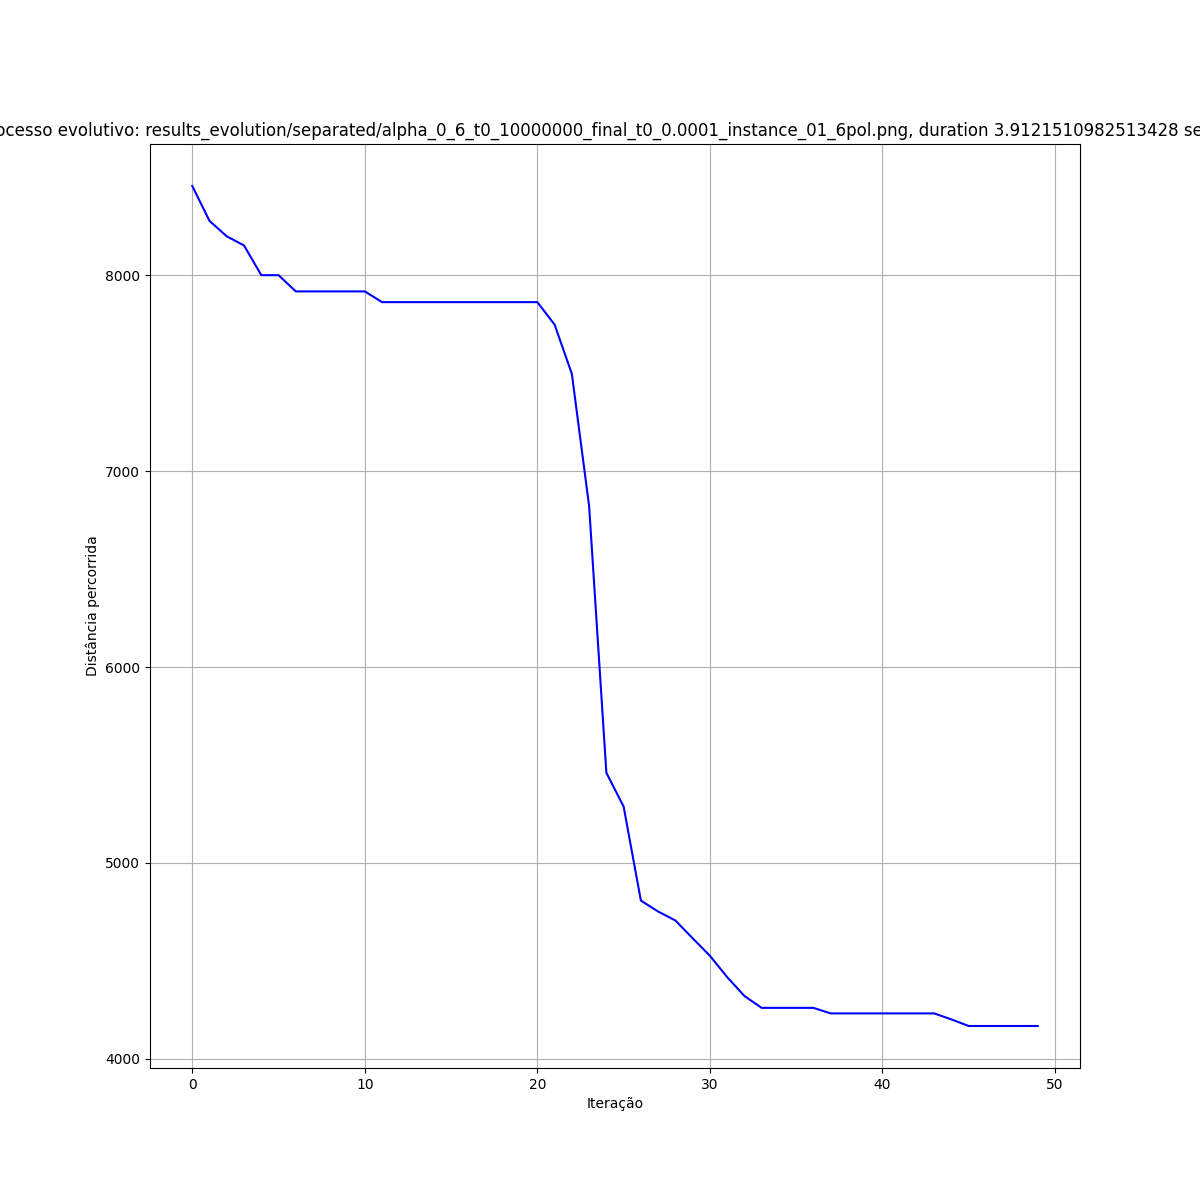 ocesso evolutivo: results_evolution/separated/alpha_0_6_t0_10000000_final_t0_0.0001_instance_01_6pol.png, duration 3.9121510982513428 se
8000
7000
6000
5000
4000
Distância percorrida
0 10 20 30 40 50
Iteração